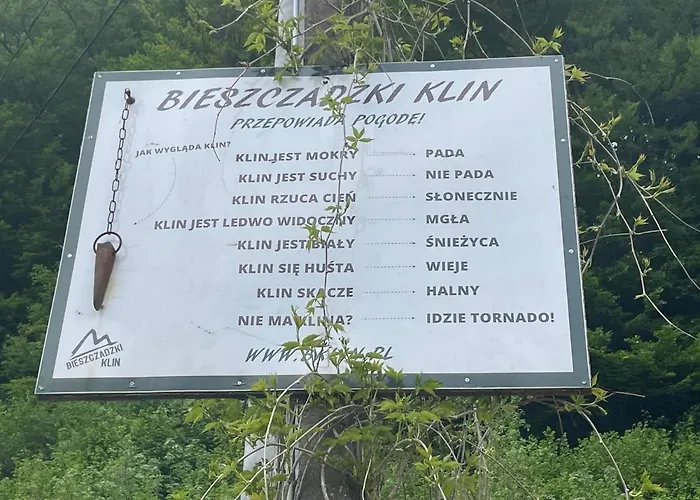 BIESZCZADZKI KLIN
PRZEPOWIADA POGODĘ!
JAK WYGLĄDA KLIN?
KLIN JEST MOKRY PADA
KLIN JEST SUCHY NIE PADA
KLIN RZUCA CIEŃ SŁONECZNIE
KLIN JEST LEDWO WIDOCZNY MGŁA
KLIN JEST BIAŁY ŚNIEŻYCA
KLIN SIĘ HUŚTA WIEJE
KLIN SKACZE HALNY
NIE MA KLINA? IDZIE TORNADO!
BIESZCZADZKI
KLIN